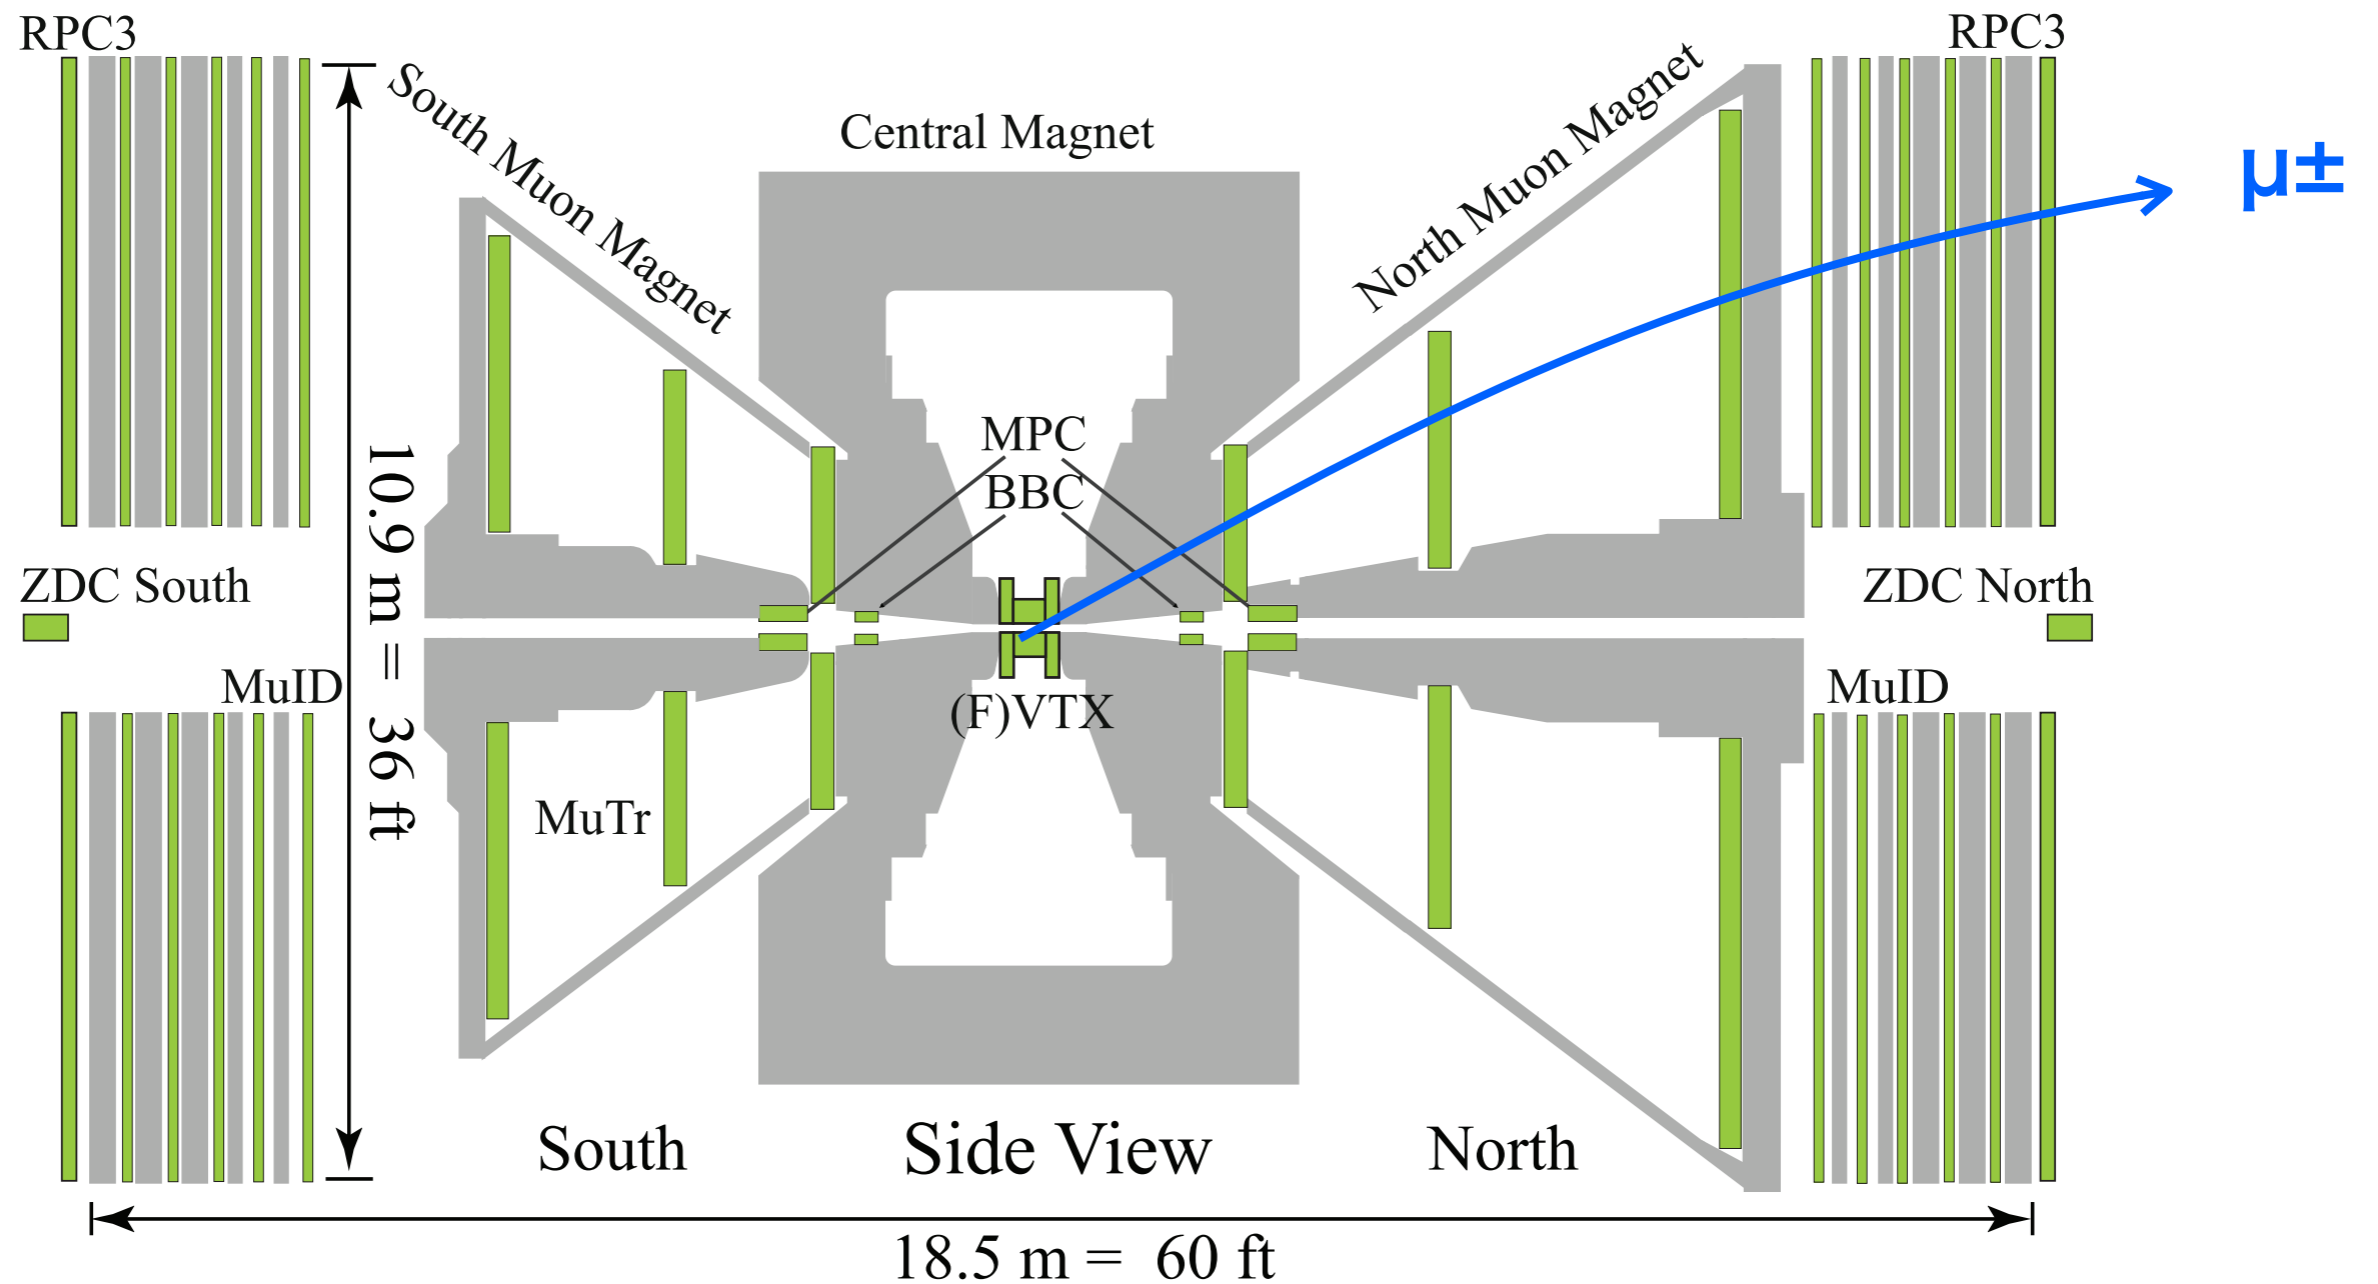 RPC3
RPC3
South Muon Magnet
Central Magnet
North Muon Magnet
μ±
MPC
BBC
10.9 m = 36 ft
ZDC South
ZDC North
MuID
(F)VTX
MuID
MuTr
South
Side View
North
18.5 m = 60 ft